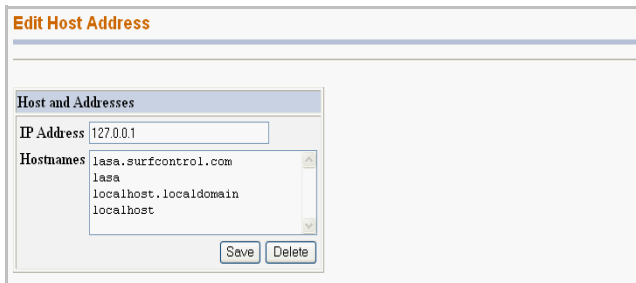 Edit Host Address
Host and Addresses
IP Address 127.0.0.1
Hostnames lasa.surfcontrol.com
lasa
localhost.localdomain
localhost
Save Delete